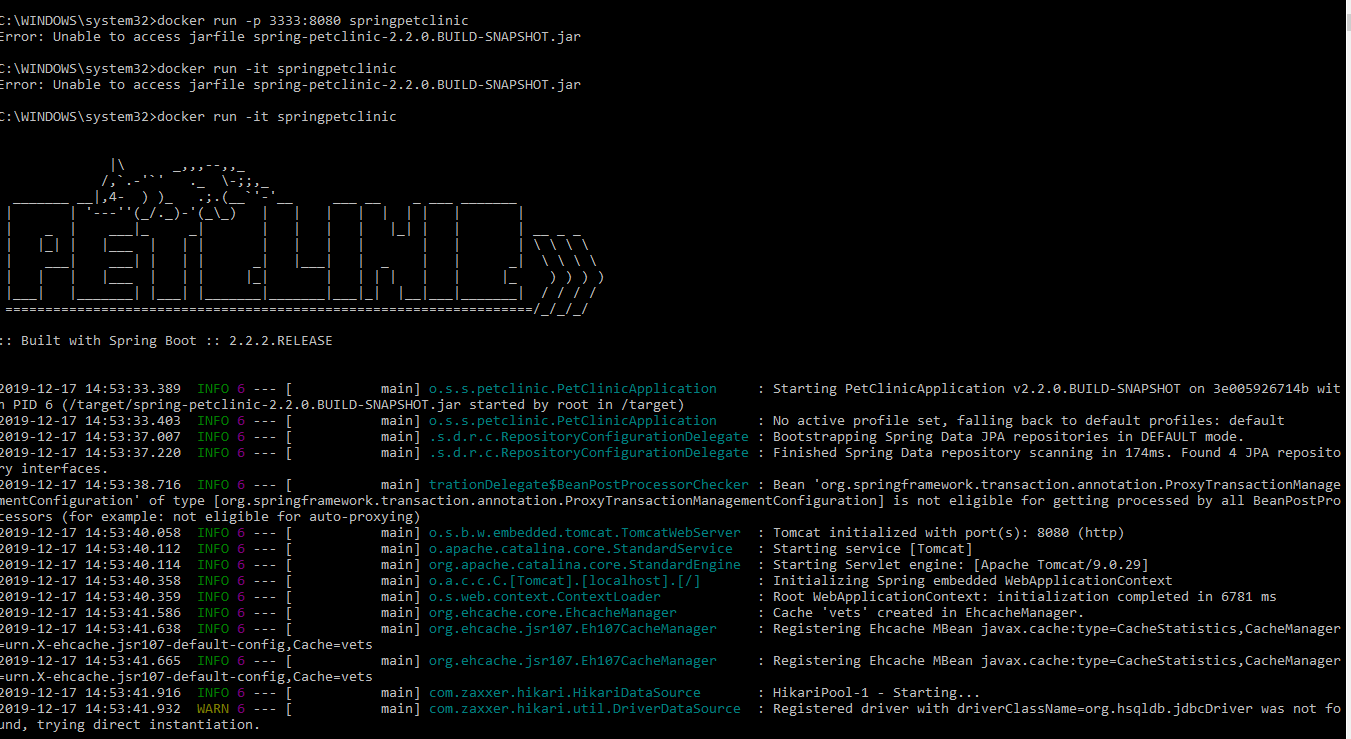 C:\WINDOWS\system32>docker run -p 3333:8080 springpetclinic
Error: Unable to access jarfile spring-petclinic-2.2.0.BUILD-SNAPSHOT.jar
C:\WINDOWS\system32>docker run -it springpetclinic
Error: Unable to access jarfile spring-petclinic-2.2.0.BUILD-SNAPSHOT.jar
C:\WINDOWS\system32>docker run -it springpetclinic
PETCLINIC
:: Built with Spring Boot :: 2.2.2.RELEASE
2019-12-17 14:53:33.389  INFO 6 --- [           main] o.s.s.petclinic.PetClinicApplication     : Starting PetClinicApplication v2.2.0.BUILD-SNAPSHOT on 3e005926714b wit
h PID 6 (/target/spring-petclinic-2.2.0.BUILD-SNAPSHOT.jar started by root in /target)
2019-12-17 14:53:33.403  INFO 6 --- [           main] o.s.s.petclinic.PetClinicApplication     : No active profile set, falling back to default profiles: default
2019-12-17 14:53:37.007  INFO 6 --- [           main] .s.d.r.c.RepositoryConfigurationDelegate : Bootstrapping Spring Data JPA repositories in DEFAULT mode.
2019-12-17 14:53:37.220  INFO 6 --- [           main] .s.d.r.c.RepositoryConfigurationDelegate : Finished Spring Data repository scanning in 174ms. Found 4 JPA reposito
ry interfaces.
2019-12-17 14:53:38.716  INFO 6 --- [           main] trationDelegate$BeanPostProcessorChecker : Bean 'org.springframework.transaction.annotation.ProxyTransactionManage
mentConfiguration' of type [org.springframework.transaction.annotation.ProxyTransactionManagementConfiguration] is not eligible for getting processed by all BeanPostPro
cessors (for example: not eligible for auto-proxying)
2019-12-17 14:53:40.058  INFO 6 --- [           main] o.s.b.w.embedded.tomcat.TomcatWebServer  : Tomcat initialized with port(s): 8080 (http)
2019-12-17 14:53:40.112  INFO 6 --- [           main] o.apache.catalina.core.StandardService   : Starting service [Tomcat]
2019-12-17 14:53:40.114  INFO 6 --- [           main] org.apache.catalina.core.StandardEngine  : Starting Servlet engine: [Apache Tomcat/9.0.29]
2019-12-17 14:53:40.358  INFO 6 --- [           main] o.a.c.c.C.[Tomcat].[localhost].[/]       : Initializing Spring embedded WebApplicationContext
2019-12-17 14:53:40.359  INFO 6 --- [           main] o.s.web.context.ContextLoader            : Root WebApplicationContext: initialization completed in 6781 ms
2019-12-17 14:53:41.586  INFO 6 --- [           main] org.ehcache.core.EhcacheManager          : Cache 'vets' created in EhcacheManager.
2019-12-17 14:53:41.638  INFO 6 --- [           main] org.ehcache.jsr107.Eh107CacheManager     : Registering Ehcache MBean javax.cache:type=CacheStatistics,CacheManager
=urn.X-ehcache.jsr107-default-config,Cache=vets
2019-12-17 14:53:41.665  INFO 6 --- [           main] org.ehcache.jsr107.Eh107CacheManager     : Registering Ehcache MBean javax.cache:type=CacheStatistics,CacheManager
=urn.X-ehcache.jsr107-default-config,Cache=vets
2019-12-17 14:53:41.916  INFO 6 --- [           main] com.zaxxer.hikari.HikariDataSource       : HikariPool-1 - Starting...
2019-12-17 14:53:41.932  WARN 6 --- [           main] com.zaxxer.hikari.util.DriverDataSource  : Registered driver with driverClassName=org.hsqldb.jdbcDriver was not fo
und, trying direct instantiation.